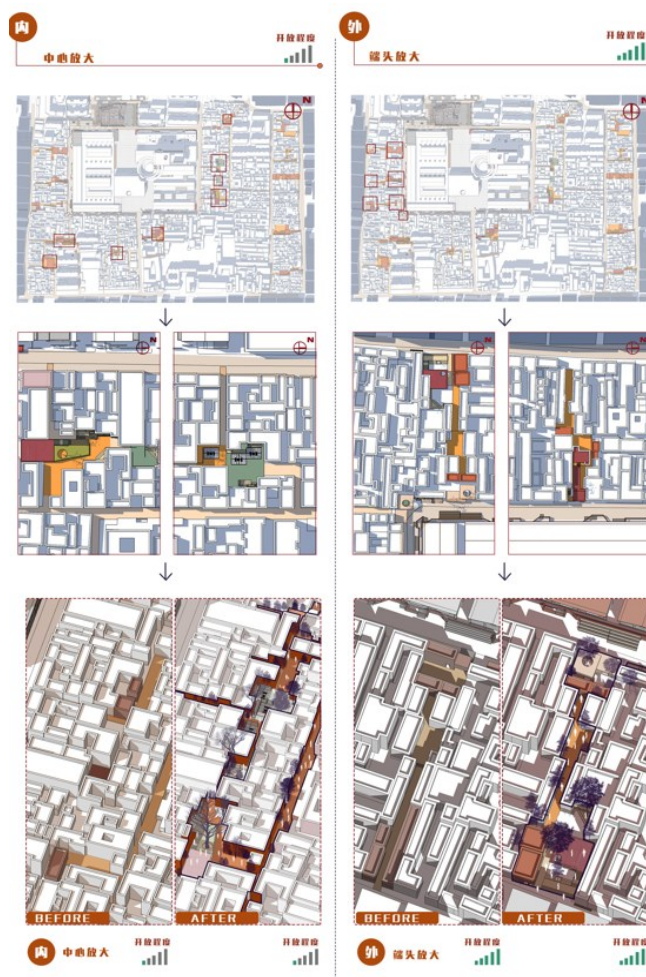 内
开放程度
中心放大
外
开放程度
端头放大
N
N
N
N
N
N
BEFORE
AFTER
BEFORE
AFTER
内 中心放大
开放程度
开放程度
外 端头放大
开放程度
开放程度